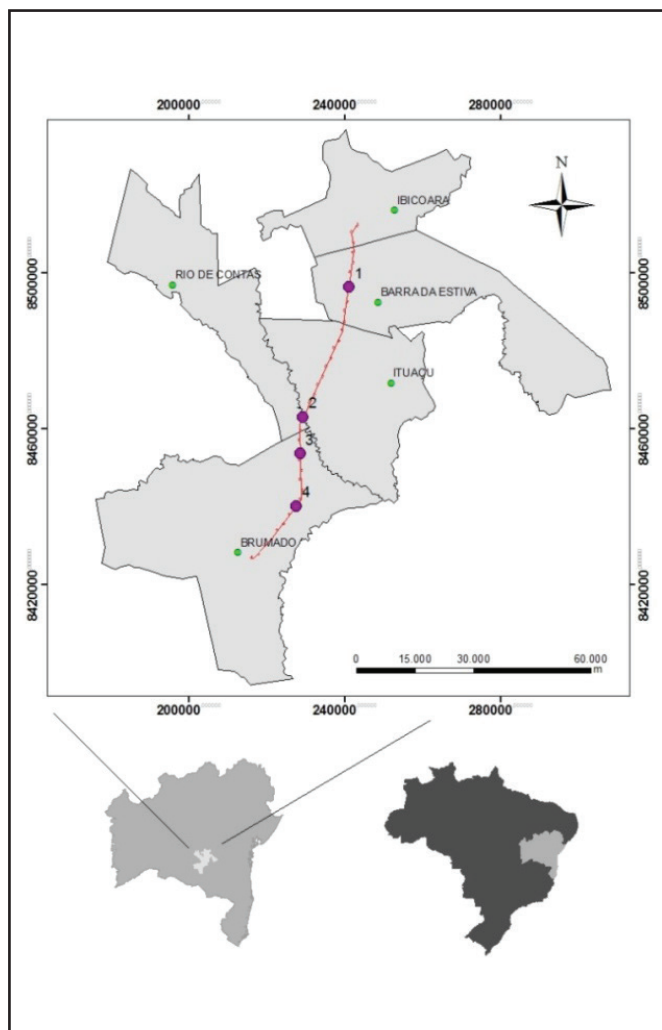 200000 240000 280000
N
IBICOARA
8500000 8500000
RIO DE CONTAS
1
BARRA DA ESTIVA
ITUAÇU
2
8460000 8460000
3
4
BRUMADO
8420000 8420000
0 15.000 30.000 60.000
m
200000 240000 280000